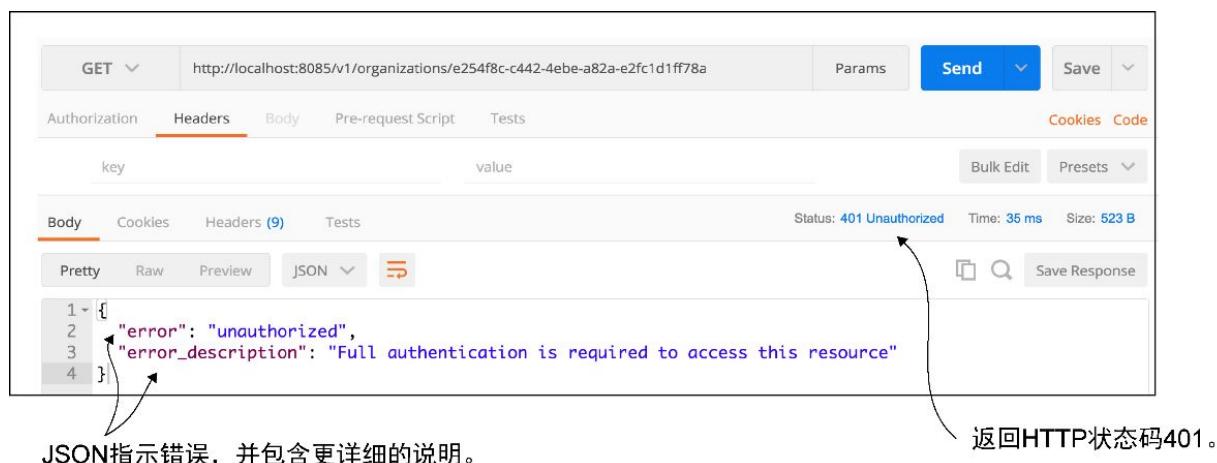 GET http://localhost:8085/v1/organizations/e254f8c-c442-4ebe-a82a-e2fc1d1ff78a Params Send Save
Authorization Headers Body Pre-request Script Tests Cookies Code
key value Bulk Edit Presets
Body Cookies Headers (9) Tests Status: 401 Unauthorized Time: 35 ms Size: 523 B
Pretty Raw Preview JSON Save Response
1 {
2 "error": "unauthorized",
3 "error_description": "Full authentication is required to access this resource"
4 }
返回HTTP状态码401。
JSON指示错误，并包含更详细的说明。